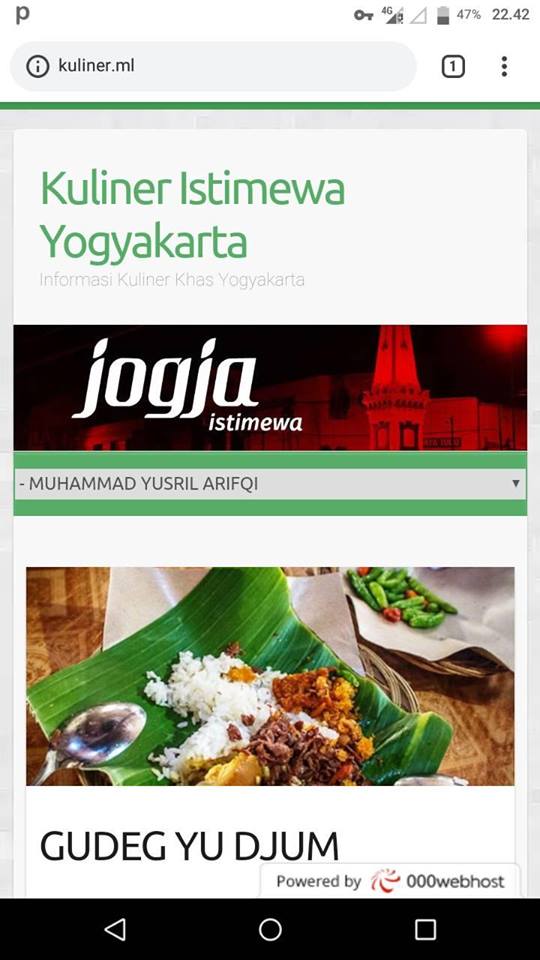 p
4G
47%
22.42
kuliner.ml
1
Kuliner Istimewa
Yogyakarta
Informasi Kuliner Khas Yogyakarta
jogja
istimewa
- MUHAMMAD YUSRIL ARIFQI
GUDEG YU DJUM
Powered by 000webhost